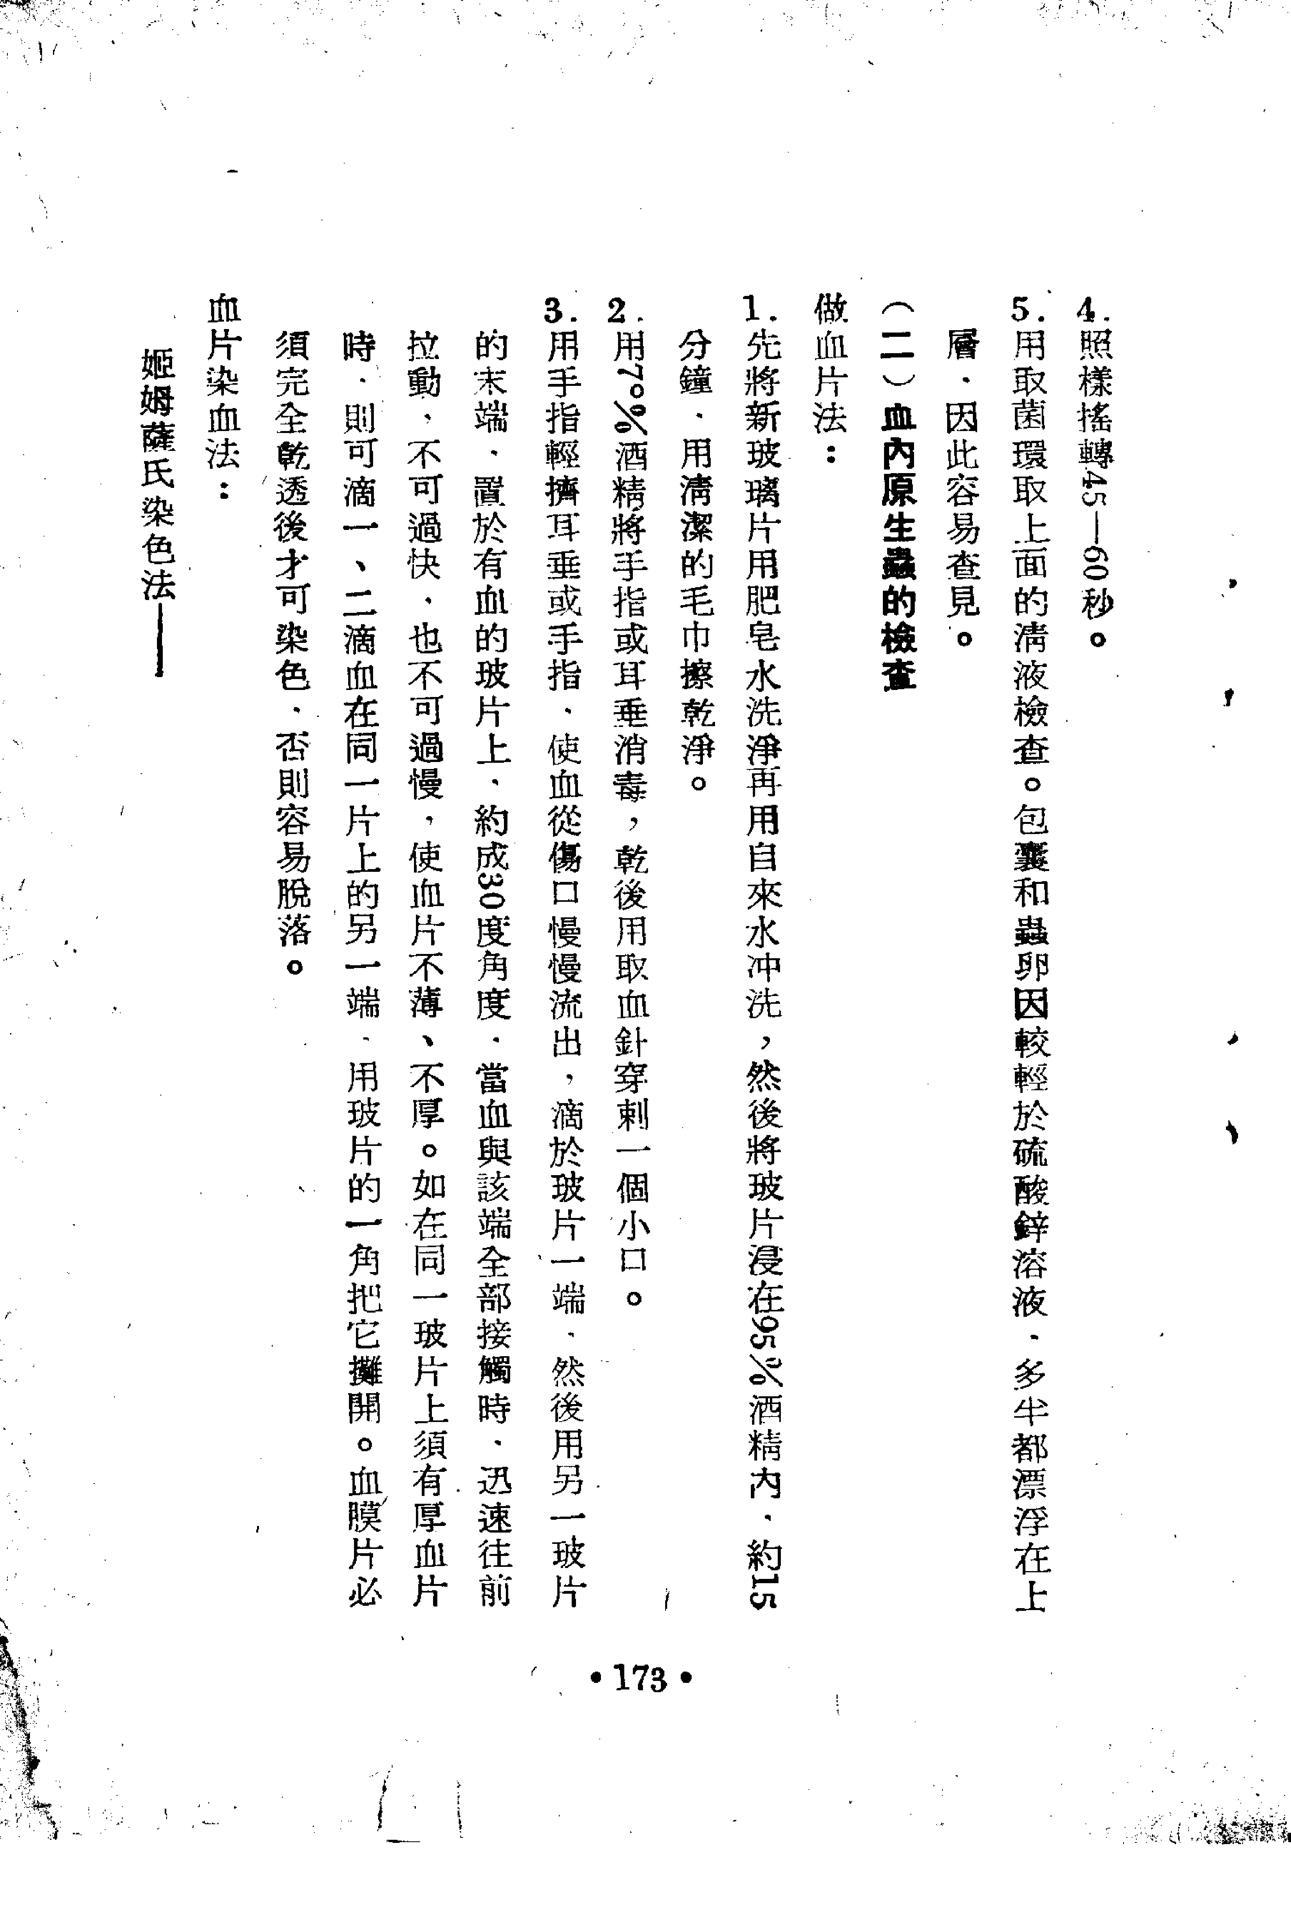 4.照樣搖轉45—60秒。
5.用取菌環取上面的淸液檢查。包囊和蟲卵因較輕於硫酸鋅溶液，多半都漂浮在上
層，因此容易查見。
（二）血內原生蟲的檢查
做血片法：
1.先將新玻璃片用肥皂水洗淨再用自來水冲洗，然後將玻片浸在95%酒精內，約15
分鐘，用淸潔的毛巾擦乾淨。
2.用70%酒精將手指或耳垂消毒，乾後用取血針穿刺一個小口。
3.用手指輕擠耳垂或手指，使血從傷口慢慢流出，滴於玻片一端，然後用另一玻片
的末端，置於有血的玻片上，約成30度角度，當血與該端全部接觸時，迅速往前
拉動，不可過快，也不可過慢，使血片不薄、不厚。如在同一玻片上須有厚血片
時，則可滴一、二滴血在同一片上的另一端，用玻片的一角把它攤開。血膜片必
須完全乾透後才可染色，否則容易脫落。
血片染血法：
姬姆薩氏染色法——
•173•